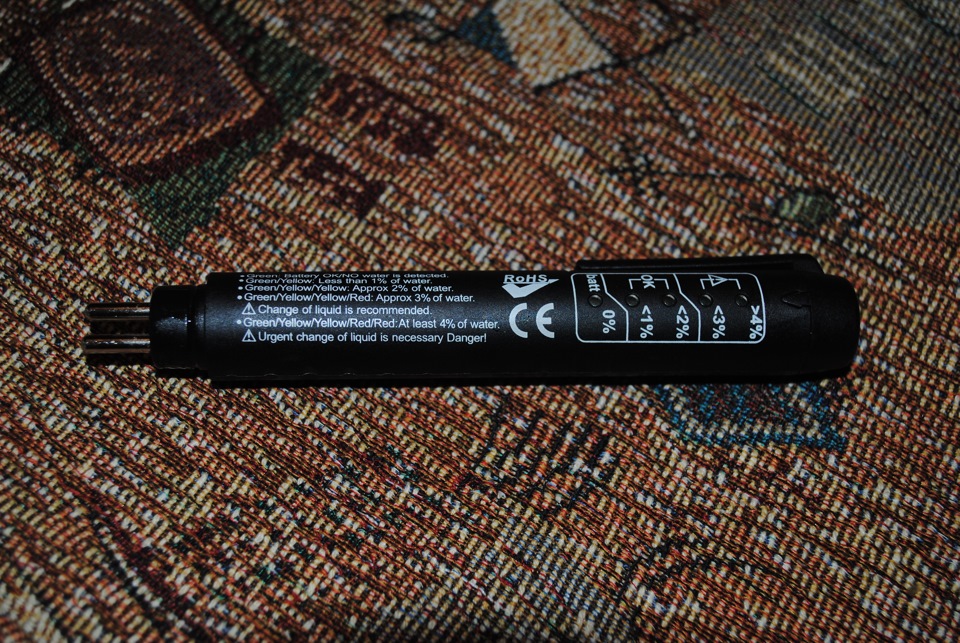 •Green: Battery OK/NO water is detected.
•Green/Yellow: Less than 1% of water.
•Green/Yellow/Yellow: Approx 2% of water.
•Green/Yellow/Yellow/Red: Approx 3% of water.
⚠ Change of liquid is recommended.
•Green/Yellow/Yellow/Red/Red:At least 4% of water.
⚠ Urgent change of liquid is necessary Danger!
RoHS
CE
batt. OK ⚠
0% <1% <2% <3% >4%